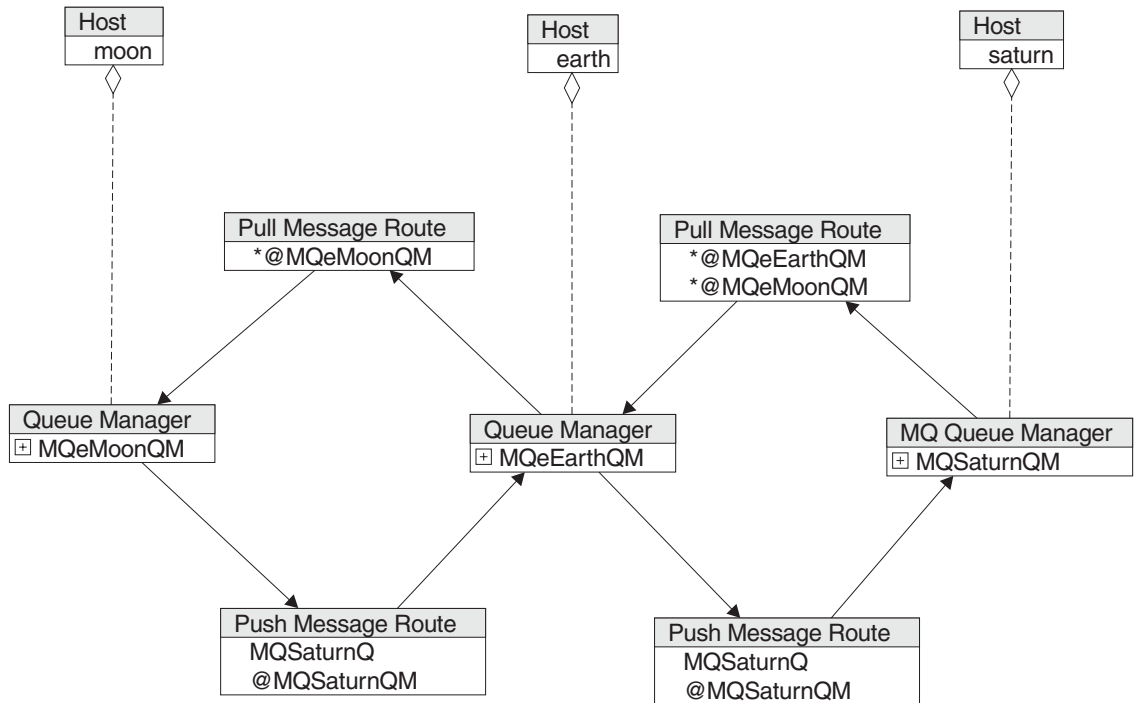 Host
moon
Host
earth
Host
saturn
Pull Message Route
*@MQeMoonQM
Pull Message Route
*@MQeEarthQM
*@MQeMoonQM
Queue Manager
+ MQeMoonQM
Queue Manager
+ MQeEarthQM
MQ Queue Manager
+ MQSaturnQM
Push Message Route
MQSaturnQ
@MQSaturnQM
Push Message Route
MQSaturnQ
@MQSaturnQM